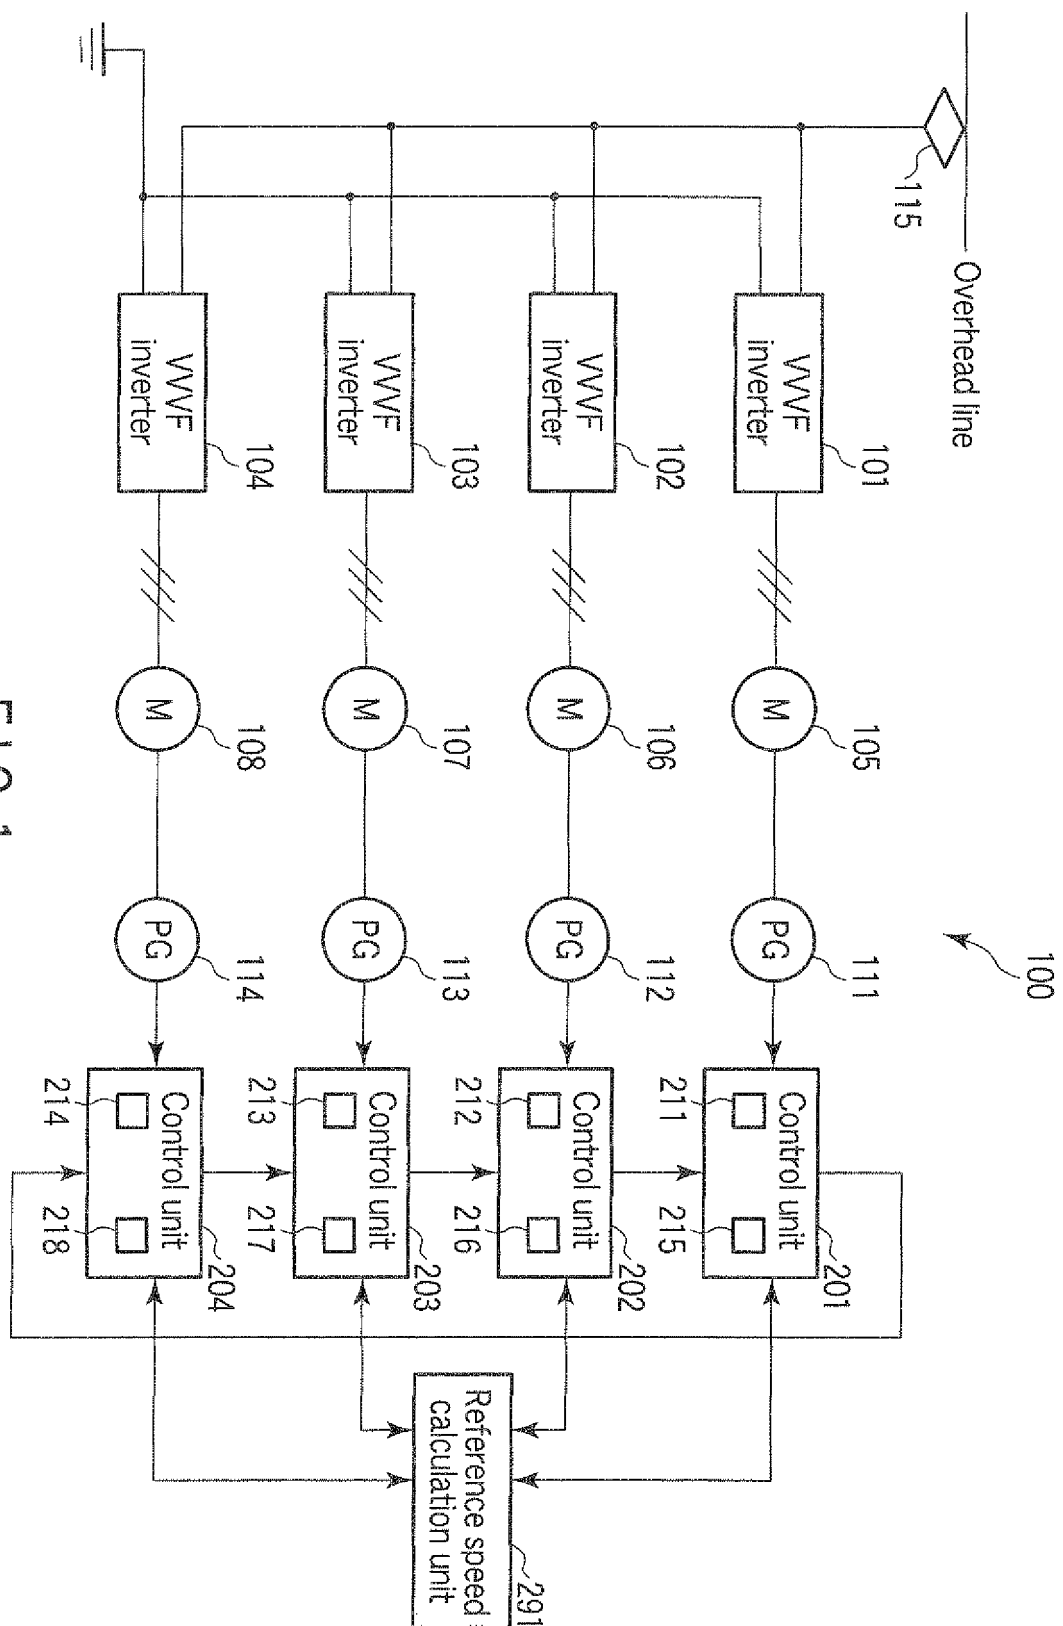 100
Overhead line
115
VVVF
inverter
101
M
105
PG
111
Control unit
211
215
201
VVVF
inverter
102
M
106
PG
112
Control unit
212
216
202
VVVF
inverter
103
M
107
PG
113
Control unit
213
217
203
VVVF
inverter
104
M
108
PG
114
Control unit
214
218
204
Reference speed
calculation unit
291